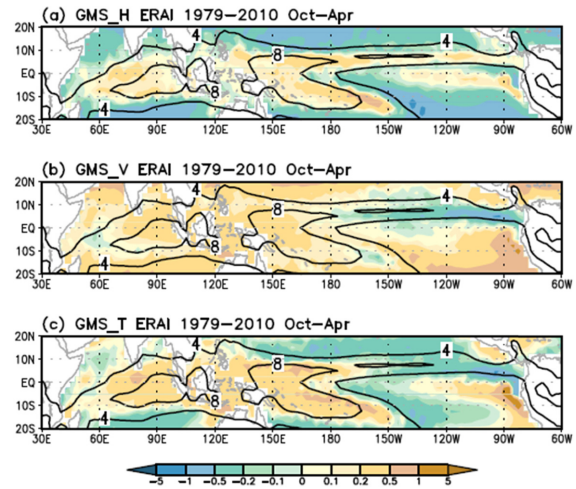 (a) GMS_H ERAI 1979−2010 Oct−Apr
20N
10N
EQ
10S
20S
4
8
4
8
4
30E 60E 90E 120E 150E 180 150W 120W 90W 60W
(b) GMS_V ERAI 1979−2010 Oct−Apr
20N
10N
EQ
10S
20S
4
8
4
8
4
30E 60E 90E 120E 150E 180 150W 120W 90W 60W
(c) GMS_T ERAI 1979−2010 Oct−Apr
20N
10N
EQ
10S
20S
4
8
4
8
4
30E 60E 90E 120E 150E 180 150W 120W 90W 60W
−5 −1 −0.5 −0.2 −0.1 0 0.1 0.2 0.5 1 5